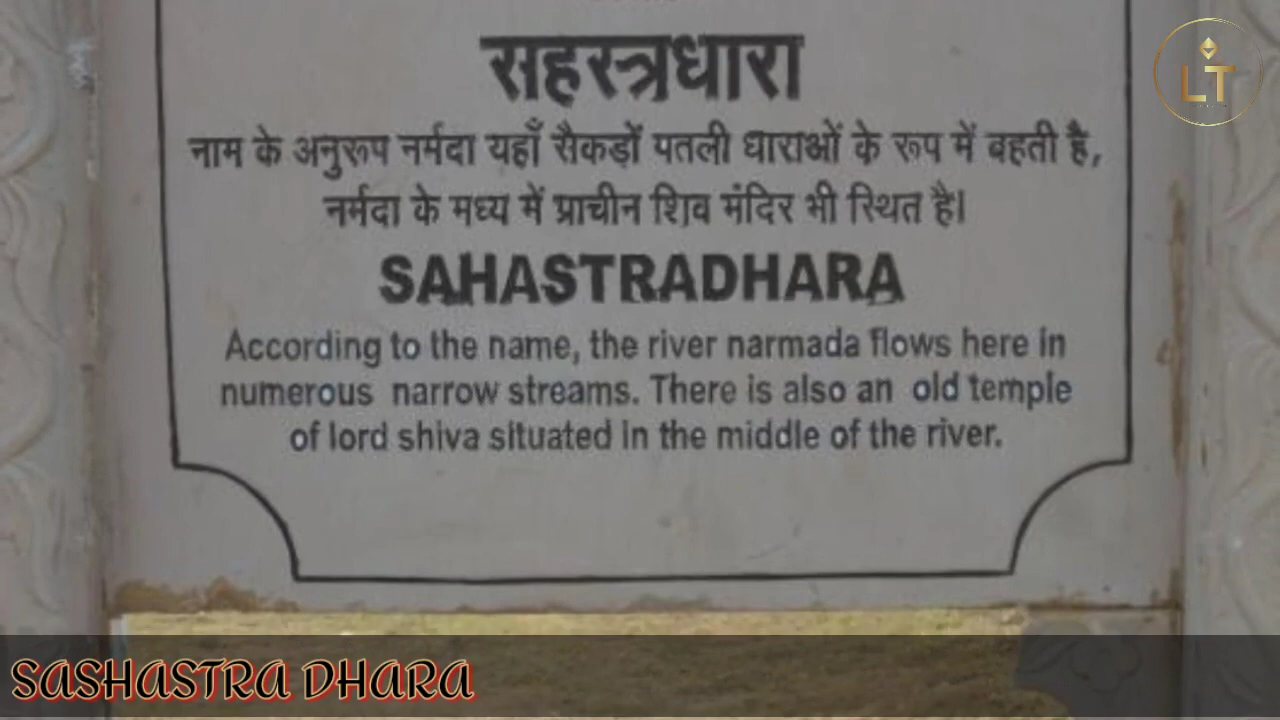 सहस्त्रधारा
नाम के अनुरूप नर्मदा यहाँ सैकड़ों पतली धाराओं के रूप में बहती है,
नर्मदा के मध्य में प्राचीन शिव मंदिर भी स्थित है।
SAHASTRADHARA
According to the name, the river narmada flows here in
numerous narrow streams. There is also an old temple
of lord shiva situated in the middle of the river.
LT
SASHASTRA DHARA